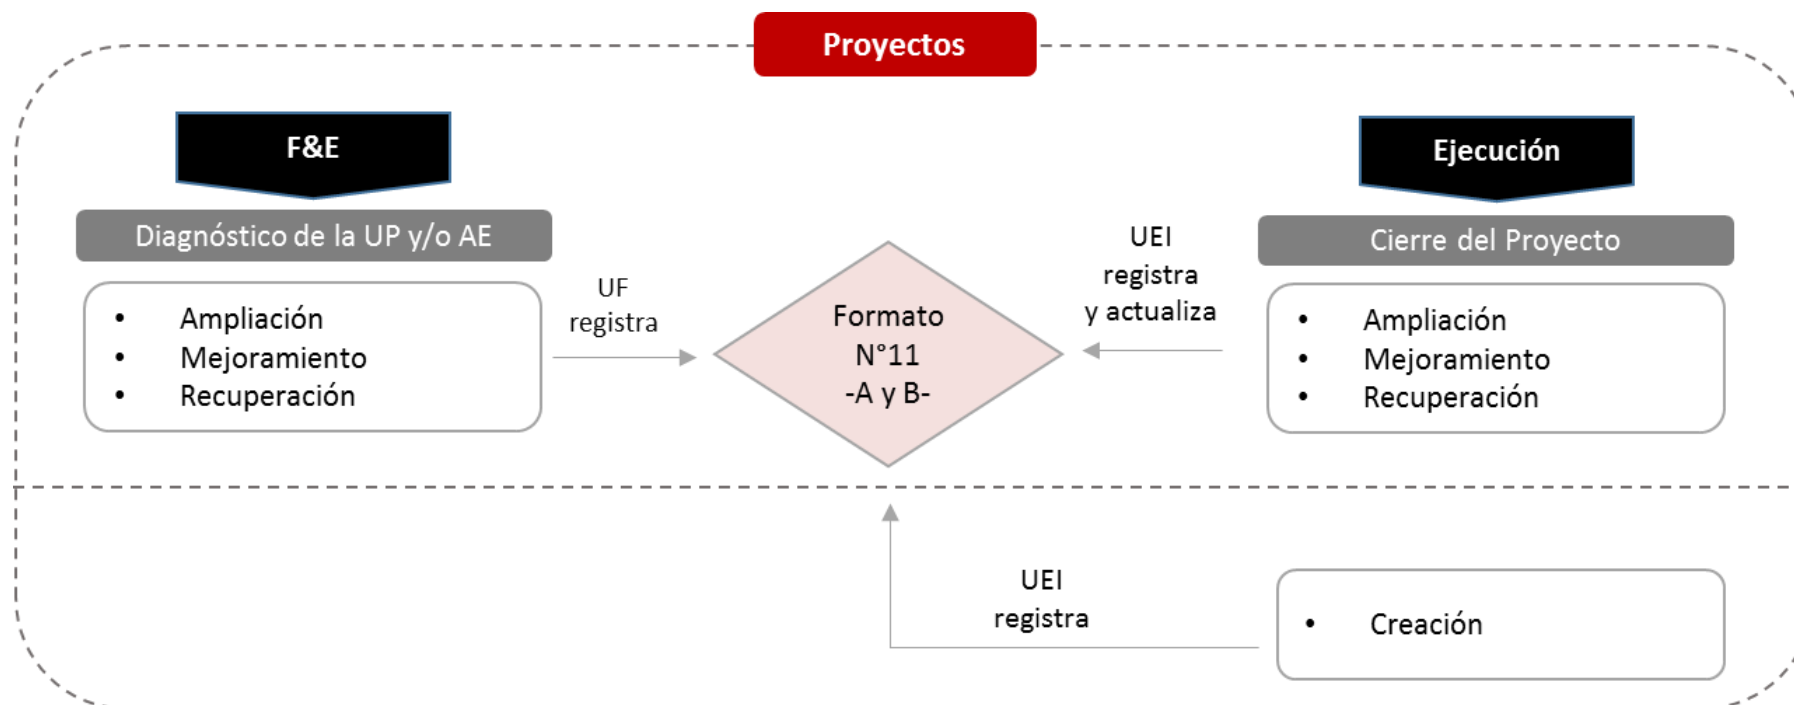 Proyectos
F&E
Diagnóstico de la UP y/o AE
• Ampliación
• Mejoramiento
• Recuperación
UF
registra
Formato
N°11
-A y B-
UEI
registra
y actualiza
Ejecución
Cierre del Proyecto
• Ampliación
• Mejoramiento
• Recuperación
UEI
registra
• Creación